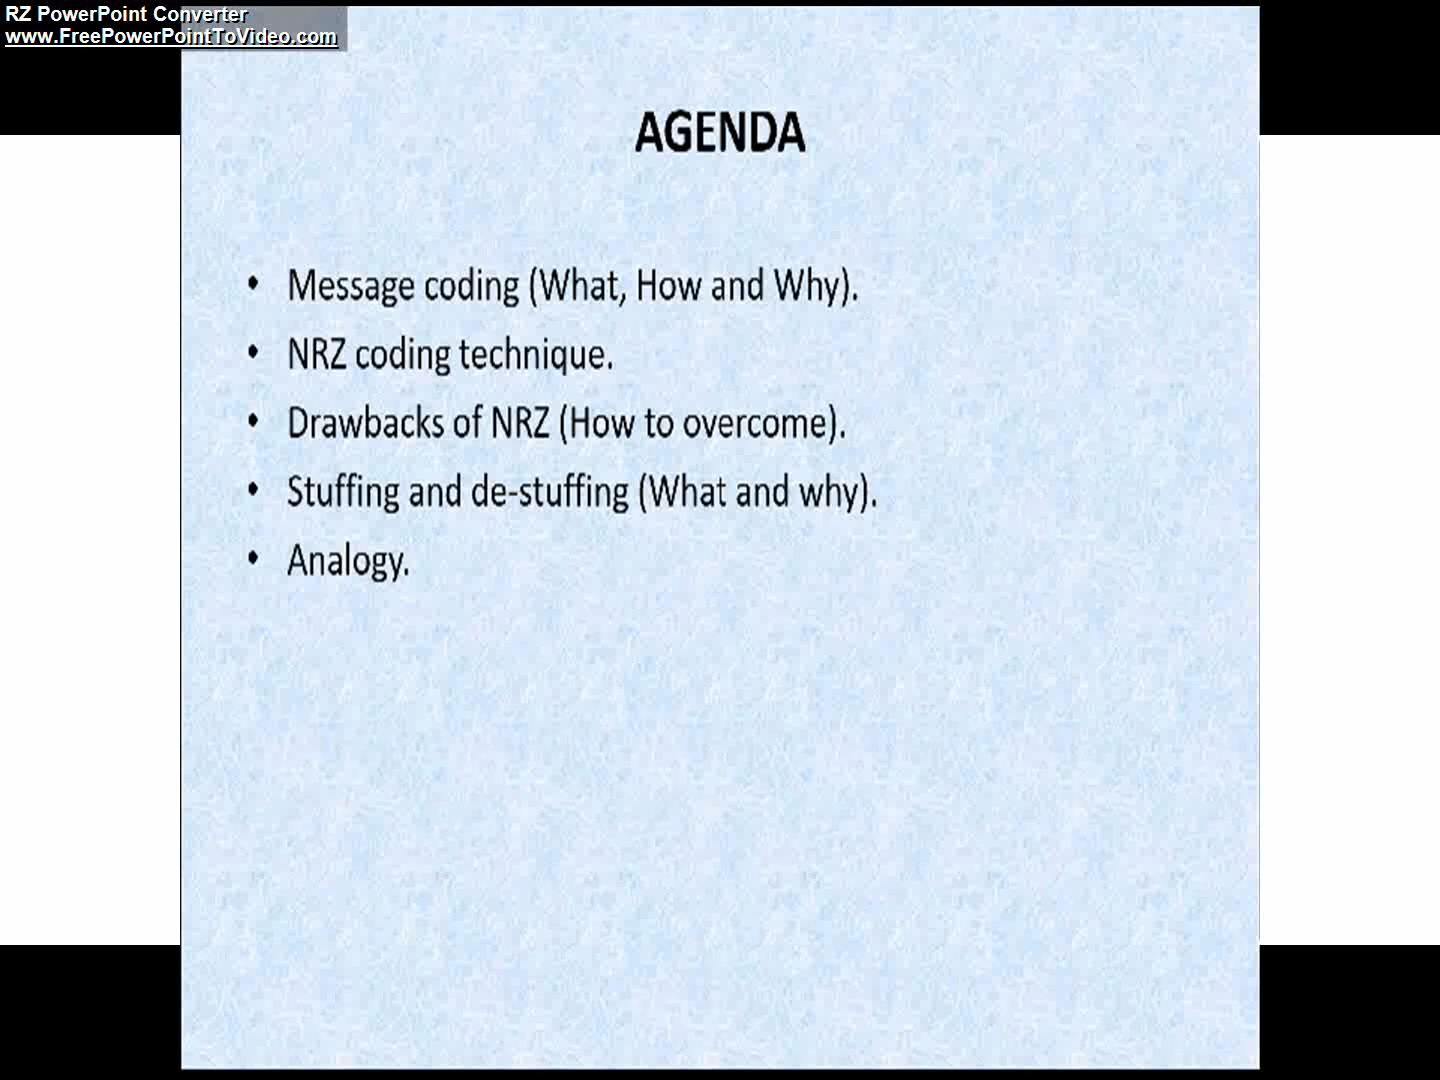 RZ PowerPoint Converter
www.FreePowerPointToVideo.com
AGENDA
• Message coding (What, How and Why).
• NRZ coding technique.
• Drawbacks of NRZ (How to overcome).
• Stuffing and de-stuffing (What and why).
• Analogy.